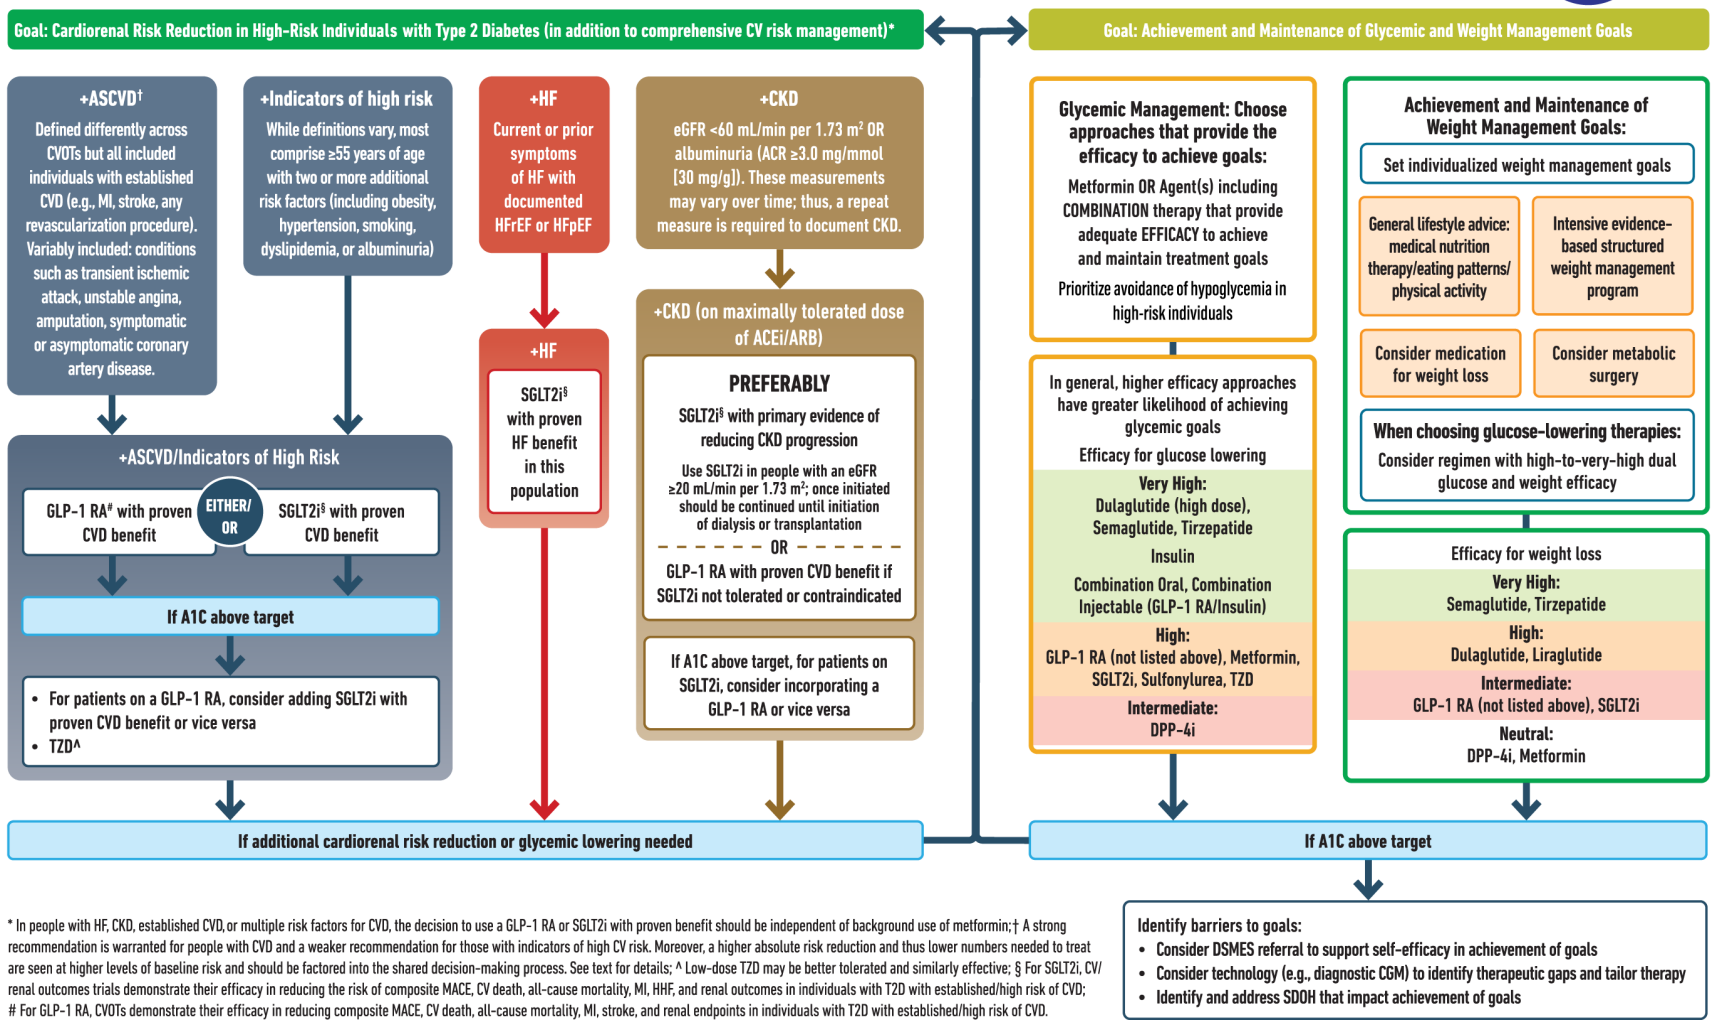 Goal: Cardiorenal Risk Reduction in High-Risk Individuals with Type 2 Diabetes (in addition to comprehensive CV risk management)*
Goal: Achievement and Maintenance of Glycemic and Weight Management Goals
+ASCVD†
Defined differently across
CVOTs but all included
individuals with established
CVD (e.g., MI, stroke, any
revascularization procedure).
Variably included: conditions
such as transient ischemic
attack, unstable angina,
amputation, symptomatic
or asymptomatic coronary
artery disease.
+Indicators of high risk
While definitions vary, most
comprise ≥55 years of age
with two or more additional
risk factors (including obesity,
hypertension, smoking,
dyslipidemia, or albuminuria)
+ASCVD/Indicators of High Risk
GLP-1 RA# with proven
CVD benefit
EITHER/
OR
SGLT2i§ with proven
CVD benefit
If A1C above target
• For patients on a GLP-1 RA, consider adding SGLT2i with
proven CVD benefit or vice versa
• TZD^
+HF
Current or prior
symptoms
of HF with
documented
HFrEF or HFpEF
+HF
SGLT2i§
with proven
HF benefit
in this
population
+CKD
eGFR <60 mL/min per 1.73 m² OR
albuminuria (ACR ≥3.0 mg/mmol
[30 mg/g]). These measurements
may vary over time; thus, a repeat
measure is required to document CKD.
+CKD (on maximally tolerated dose
of ACEi/ARB)
PREFERABLY
SGLT2i§ with primary evidence of
reducing CKD progression
Use SGLT2i in people with an eGFR
≥20 mL/min per 1.73 m²; once initiated
should be continued until initiation
of dialysis or transplantation
OR
GLP-1 RA with proven CVD benefit if
SGLT2i not tolerated or contraindicated
If A1C above target, for patients on
SGLT2i, consider incorporating a
GLP-1 RA or vice versa
If additional cardiorenal risk reduction or glycemic lowering needed
Glycemic Management: Choose
approaches that provide the
efficacy to achieve goals:
Metformin OR Agent(s) including
COMBINATION therapy that provide
adequate EFFICACY to achieve
and maintain treatment goals
Prioritize avoidance of hypoglycemia in
high-risk individuals
In general, higher efficacy approaches
have greater likelihood of achieving
glycemic goals
Efficacy for glucose lowering
Very High:
Dulaglutide (high dose),
Semaglutide, Tirzepatide
Insulin
Combination Oral, Combination
Injectable (GLP-1 RA/Insulin)
High:
GLP-1 RA (not listed above), Metformin,
SGLT2i, Sulfonylurea, TZD
Intermediate:
DPP-4i
Achievement and Maintenance of
Weight Management Goals:
Set individualized weight management goals
General lifestyle advice:
medical nutrition
therapy/eating patterns/
physical activity
Intensive evidence-
based structured
weight management
program
Consider medication
for weight loss
Consider metabolic
surgery
When choosing glucose-lowering therapies:
Consider regimen with high-to-very-high dual
glucose and weight efficacy
Efficacy for weight loss
Very High:
Semaglutide, Tirzepatide
High:
Dulaglutide, Liraglutide
Intermediate:
GLP-1 RA (not listed above), SGLT2i
Neutral:
DPP-4i, Metformin
If A1C above target
Identify barriers to goals:
• Consider DSMES referral to support self-efficacy in achievement of goals
• Consider technology (e.g., diagnostic CGM) to identify therapeutic gaps and tailor therapy
• Identify and address SDOH that impact achievement of goals
* In people with HF, CKD, established CVD, or multiple risk factors for CVD, the decision to use a GLP-1 RA or SGLT2i with proven benefit should be independent of background use of metformin;† A strong
recommendation is warranted for people with CVD and a weaker recommendation for those with indicators of high CV risk. Moreover, a higher absolute risk reduction and thus lower numbers needed to treat
are seen at higher levels of baseline risk and should be factored into the shared decision-making process. See text for details; ^ Low-dose TZD may be better tolerated and similarly effective; § For SGLT2i, CV/
renal outcomes trials demonstrate their efficacy in reducing the risk of composite MACE, CV death, all-cause mortality, MI, HHF, and renal outcomes in individuals with T2D with established/high risk of CVD;
# For GLP-1 RA, CVOTs demonstrate their efficacy in reducing composite MACE, CV death, all-cause mortality, MI, stroke, and renal endpoints in individuals with T2D with established/high risk of CVD.